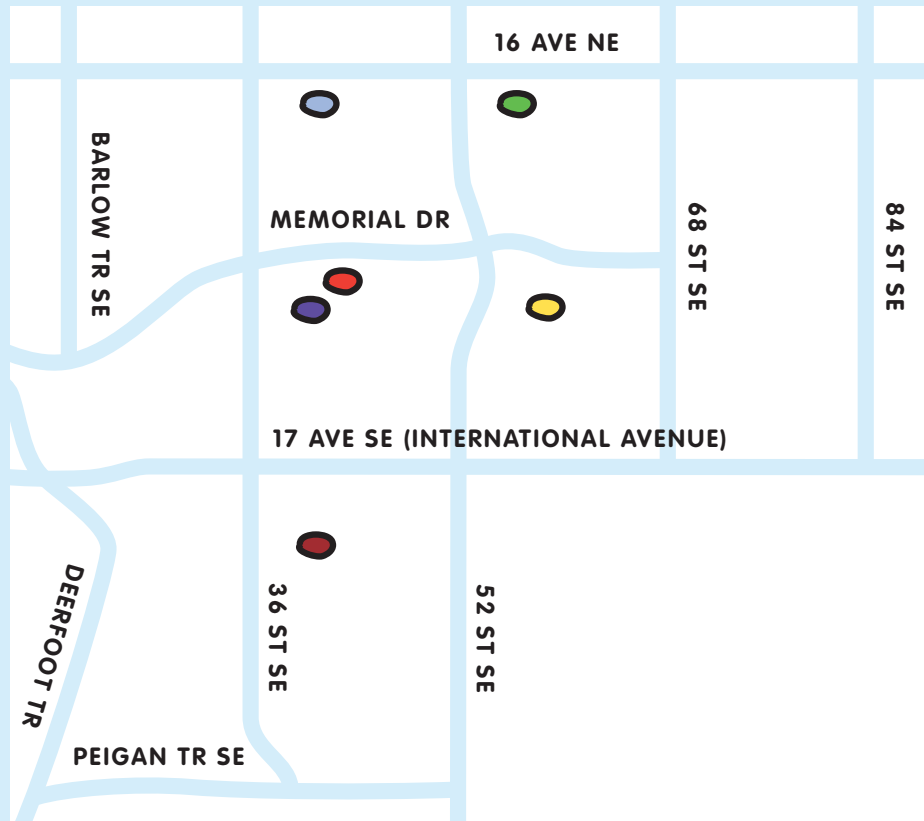 16 AVE NE
BARLOW TR SE
MEMORIAL DR
68 ST SE
84 ST SE
17 AVE SE (INTERNATIONAL AVENUE)
DEERFOOT TR
36 ST SE
52 ST SE
PEIGAN TR SE